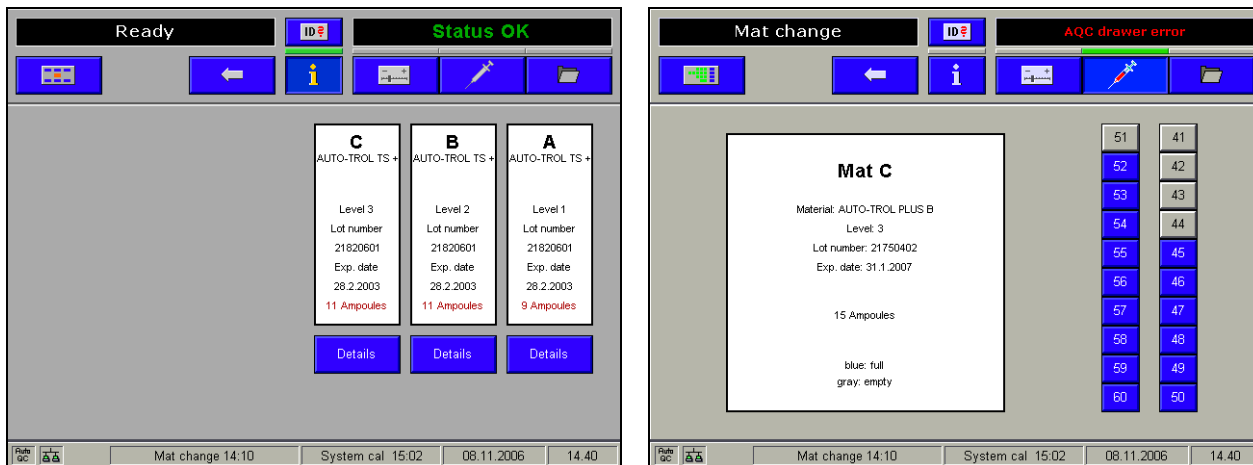 Ready
ID?
Status OK
i
C
AUTO-TROL TS +
Level 3
Lot number
21820601
Exp. date
28.2.2003
11 Ampoules
Details
B
AUTO-TROL TS +
Level 2
Lot number
21820601
Exp. date
28.2.2003
11 Ampoules
Details
A
AUTO-TROL TS +
Level 1
Lot number
21820601
Exp. date
28.2.2003
9 Ampoules
Details
Auto QC
Mat change 14:10
System cal 15:02
08.11.2006
14.40
Mat change
ID?
AQC drawer error
i
Mat C
Material: AUTO-TROL PLUS B
Level: 3
Lot number: 21750402
Exp. date: 31.1.2007
15 Ampoules
blue: full
gray: empty
51 41
52 42
53 43
54 44
55 45
56 46
57 47
58 48
59 49
60 50
Auto QC
Mat change 14:10
System cal 15:02
08.11.2006
14.40